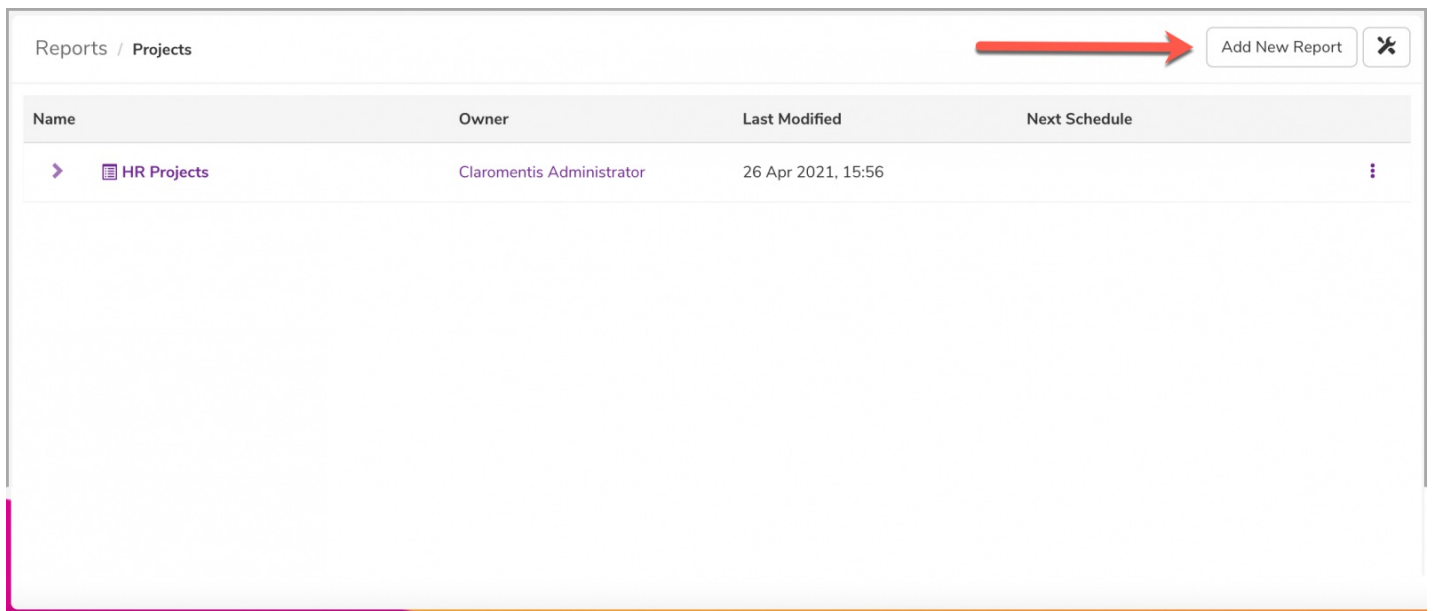 Reports / Projects
Add New Report
Name Owner Last Modified Next Schedule
HR Projects Claromentis Administrator 26 Apr 2021, 15:56